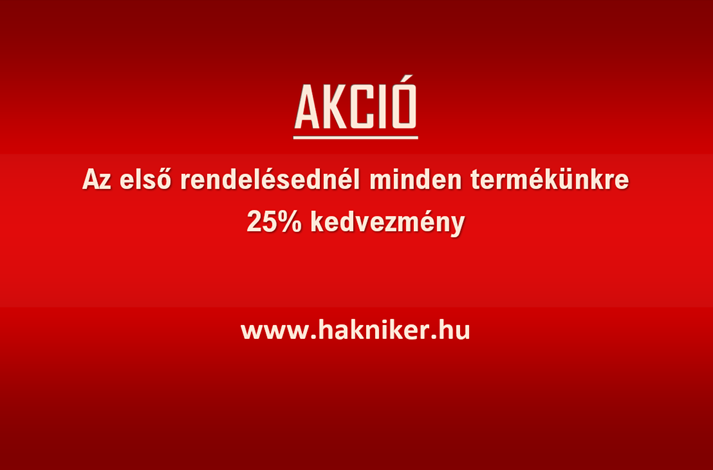 AKCIÓ
Az első rendelésednél minden termékünkre
25% kedvezmény
www.hakniker.hu